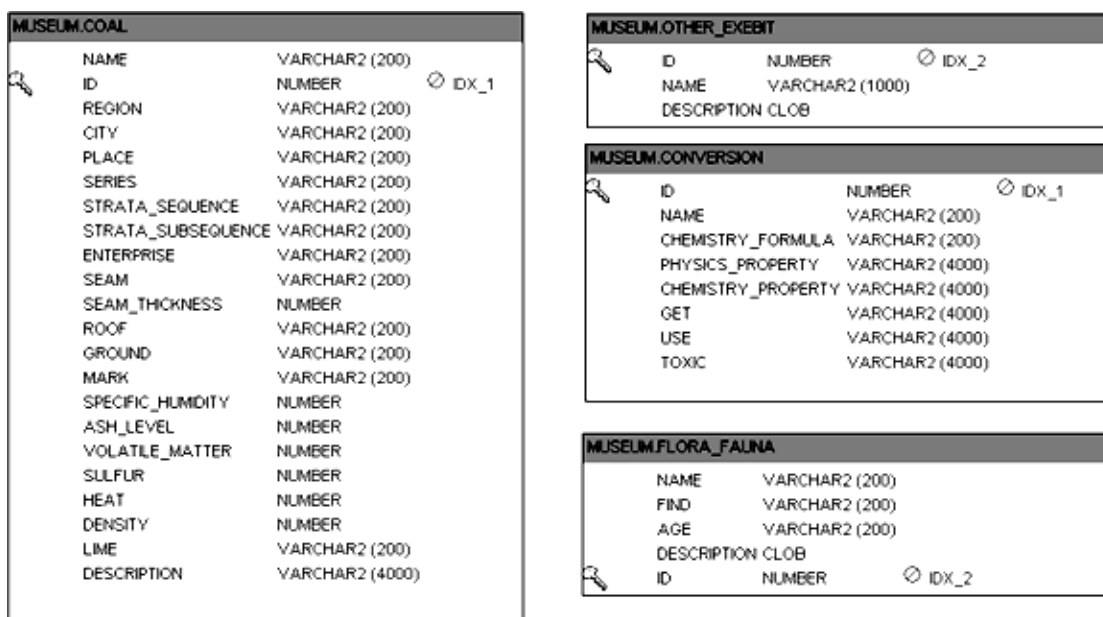 MUSEUM.COAL
NAME VARCHAR2 (200)
ID NUMBER IDX_1
REGION VARCHAR2 (200)
CITY VARCHAR2 (200)
PLACE VARCHAR2 (200)
SERIES VARCHAR2 (200)
STRATA_SEQUENCE VARCHAR2 (200)
STRATA_SUBSEQUENCE VARCHAR2 (200)
ENTERPRISE VARCHAR2 (200)
SEAM VARCHAR2 (200)
SEAM_THICKNESS NUMBER
ROOF VARCHAR2 (200)
GROUND VARCHAR2 (200)
MARK VARCHAR2 (200)
SPECIFIC_HUMIDITY NUMBER
ASH_LEVEL NUMBER
VOLATILE_MATTER NUMBER
SULFUR NUMBER
HEAT NUMBER
DENSITY NUMBER
LIME VARCHAR2 (200)
DESCRIPTION VARCHAR2 (4000)
MUSEUM.OTHER_EXEBIT
ID NUMBER IDX_2
NAME VARCHAR2 (1000)
DESCRIPTION CLOB
MUSEUM.CONVERSION
ID NUMBER IDX_1
NAME VARCHAR2 (200)
CHEMISTRY_FORMULA VARCHAR2 (200)
PHYSICS_PROPERTY VARCHAR2 (4000)
CHEMISTRY_PROPERTY VARCHAR2 (4000)
GET VARCHAR2 (4000)
USE VARCHAR2 (4000)
TOXIC VARCHAR2 (4000)
MUSEUM.FLORA_FAUNA
NAME VARCHAR2 (200)
FIND VARCHAR2 (200)
AGE VARCHAR2 (200)
DESCRIPTION CLOB
ID NUMBER IDX_2